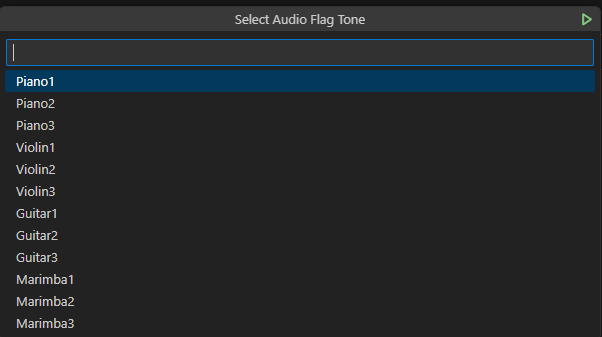 Select Audio Flag Tone
Piano1
Piano2
Piano3
Violin1
Violin2
Violin3
Guitar1
Guitar2
Guitar3
Marimba1
Marimba2
Marimba3